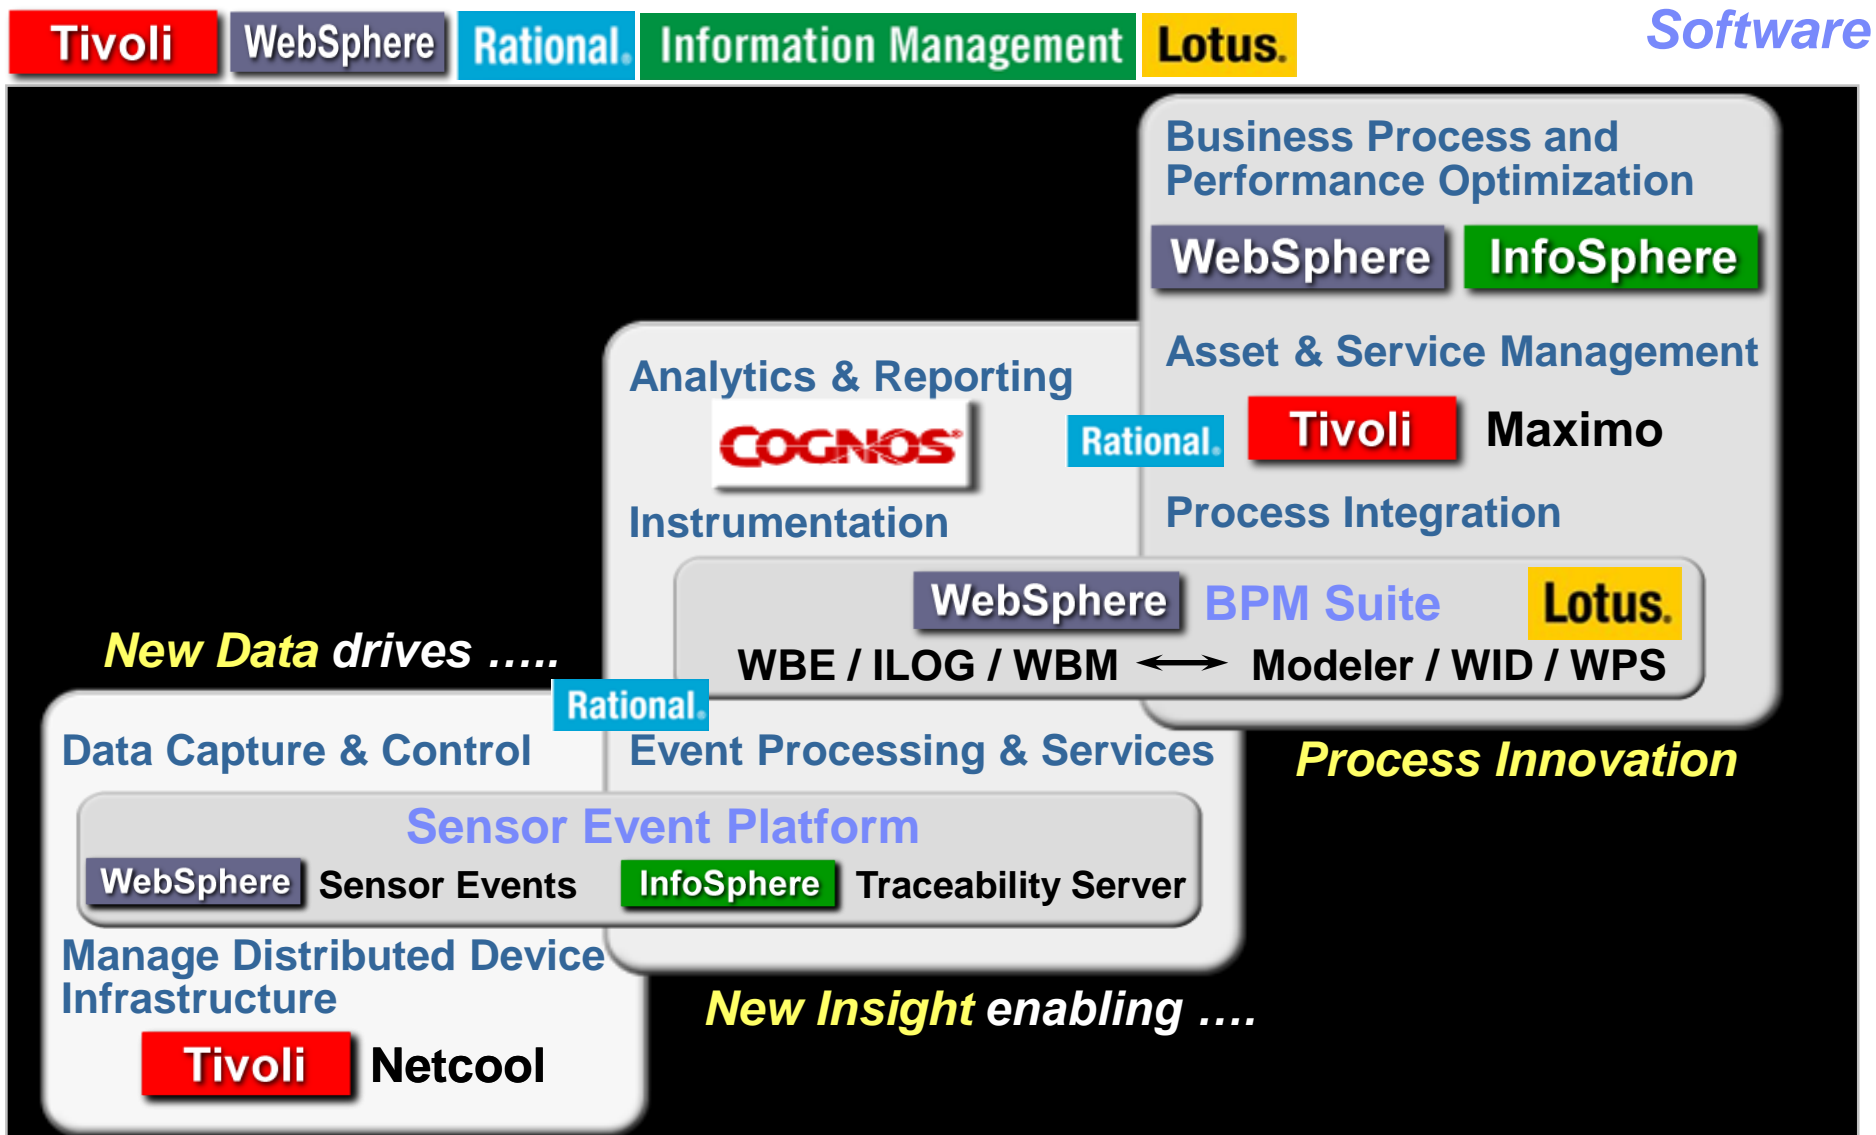 Tivoli WebSphere Rational. Information Management Lotus. Software
Business Process and
Performance Optimization
WebSphere InfoSphere
Asset & Service Management
Rational. Tivoli Maximo
Process Integration
Analytics & Reporting
COGNOS®
Instrumentation
WebSphere BPM Suite Lotus.
WBE / ILOG / WBM ⟷ Modeler / WID / WPS
New Data drives .....
Rational.
Data Capture & Control
Event Processing & Services
Process Innovation
Sensor Event Platform
WebSphere Sensor Events InfoSphere Traceability Server
Manage Distributed Device
Infrastructure
Tivoli Netcool
New Insight enabling ....